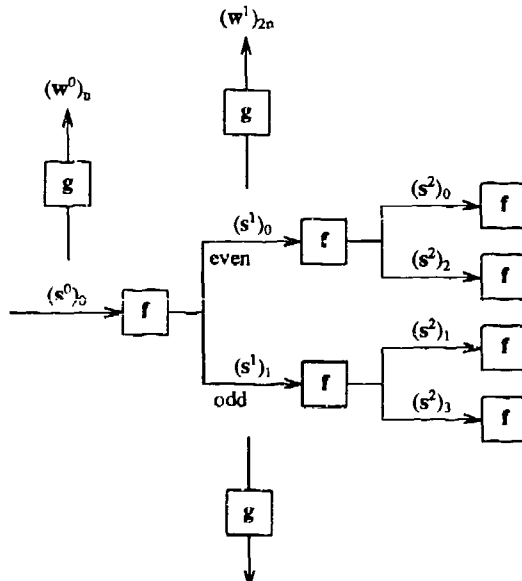 (w¹)₂ₙ
(w⁰)ₙ
g
g
(s²)₀
f
(s¹)₀
f
even
(s²)₂
f
(s⁰)₀
f
(s²)₁
f
(s¹)₁
f
odd
(s²)₃
f
g